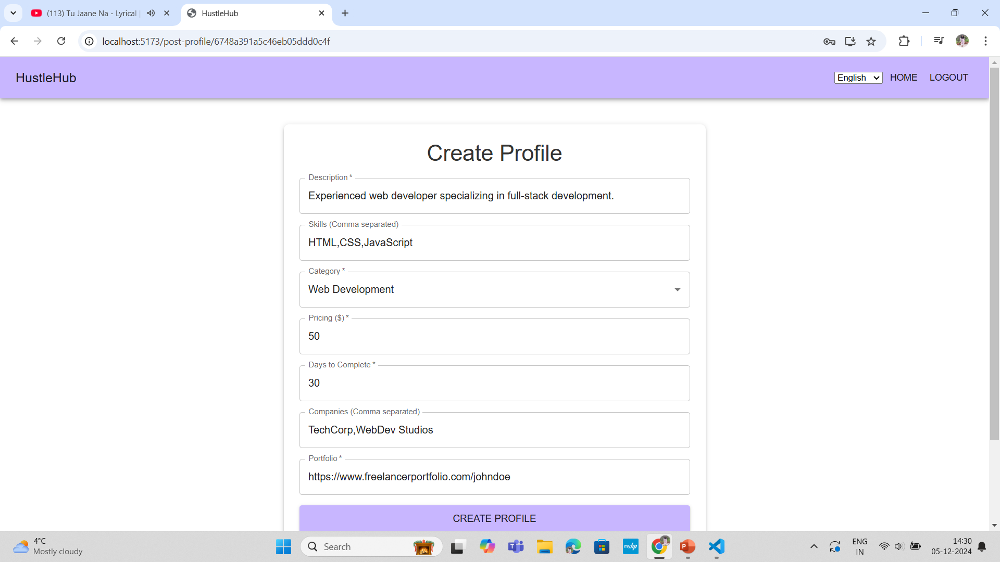 (113) Tu Jaane Na - Lyrical |
HustleHub
localhost:5173/post-profile/6748a391a5c46eb05ddd0c4f
HustleHub
English
HOME
LOGOUT
Create Profile
Description *
Experienced web developer specializing in full-stack development.
Skills (Comma separated)
HTML,CSS,JavaScript
Category *
Web Development
Pricing ($) *
50
Days to Complete *
30
Companies (Comma separated)
TechCorp,WebDev Studios
Portfolio *
https://www.freelancerportfolio.com/johndoe
CREATE PROFILE
4°C
Mostly cloudy
Search
myhp
P
ENG
IN
14:30
05-12-2024